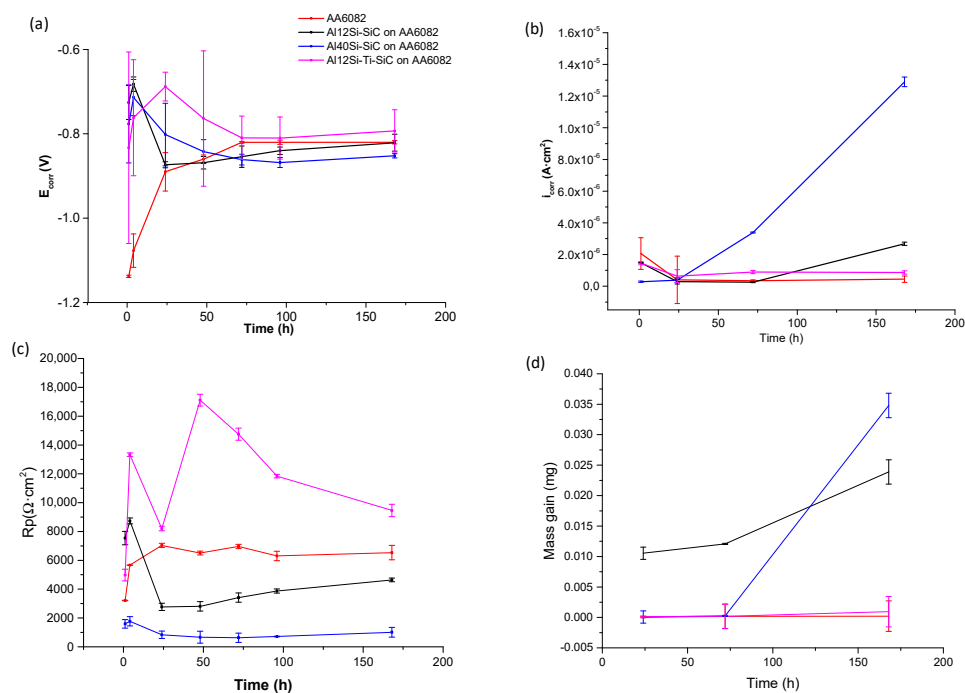 (a)
AA6082
Al12Si-SiC on AA6082
Al40Si-SiC on AA6082
Al12Si-Ti-SiC on AA6082
-0.6
-0.8
-1.0
-1.2
E_corr (V)
0 50 100 150 200
Time (h)
(b)
1.6x10⁻⁵
1.4x10⁻⁵
1.2x10⁻⁵
1.0x10⁻⁵
8.0x10⁻⁶
6.0x10⁻⁶
4.0x10⁻⁶
2.0x10⁻⁶
0,0
i_corr (A·cm²)
0 50 100 150 200
Time (h)
(c)
20,000
18,000
16,000
14,000
12,000
10,000
8000
6000
4000
2000
0
Rp(Ω·cm²)
0 50 100 150 200
Time (h)
(d)
0.040
0.035
0.030
0.025
0.020
0.015
0.010
0.005
0.000
-0.005
Mass gain (mg)
0 50 100 150 200
Time (h)